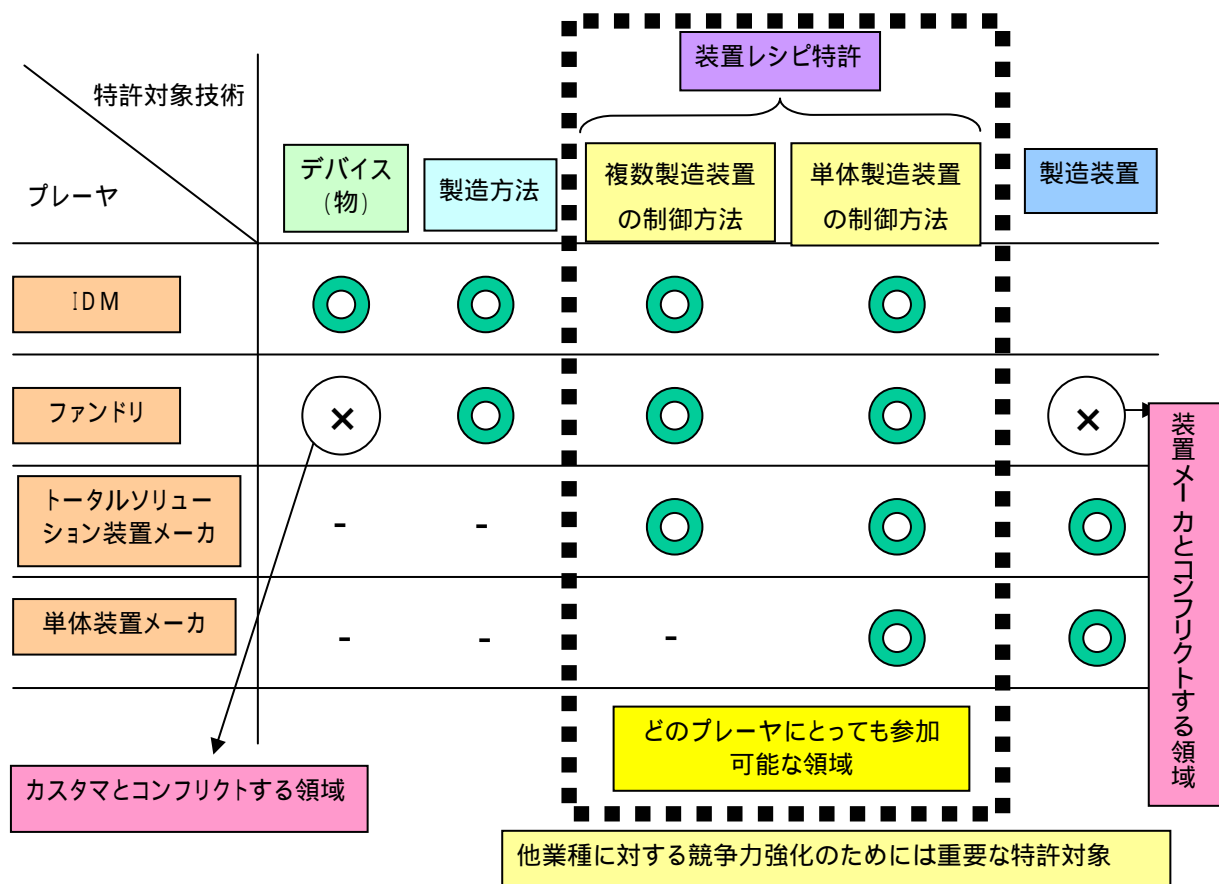 装置レシピ特許
特許対象技術
プレーヤ
デバイス
(物)
製造方法
複数製造装置
の制御方法
単体製造装置
の制御方法
製造装置
IDM
ファンドリ
×
×
トータルソリュー
ション装置メーカ
-
-
単体装置メーカ
-
-
-
装置メーカとコンフリクトする領域
どのプレーヤにとっても参加
可能な領域
カスタマとコンフリクトする領域
他業種に対する競争力強化のためには重要な特許対象